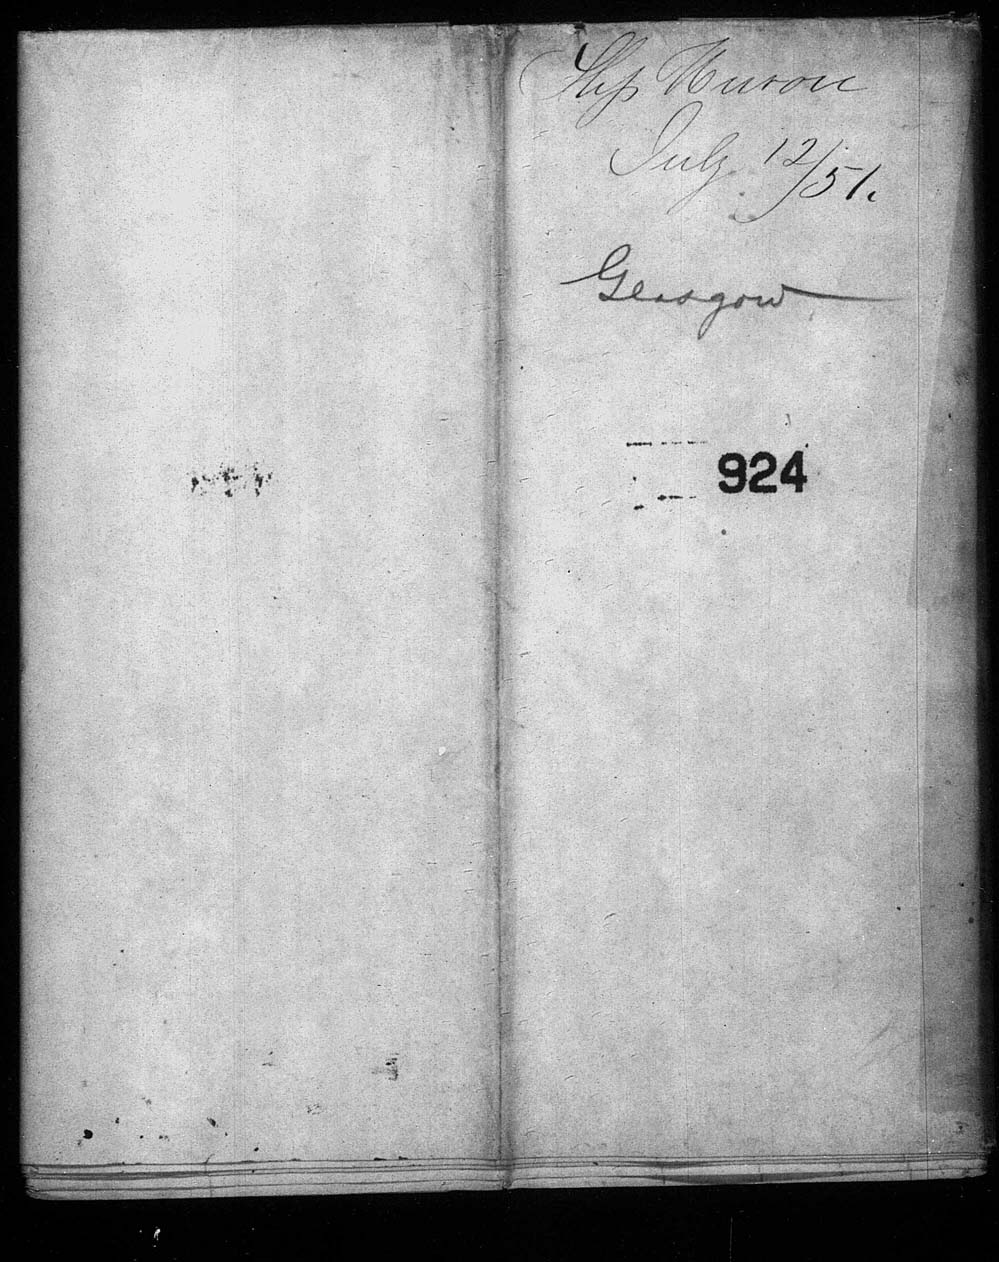 Ship Huron
July 12/51.
Glasgow
924